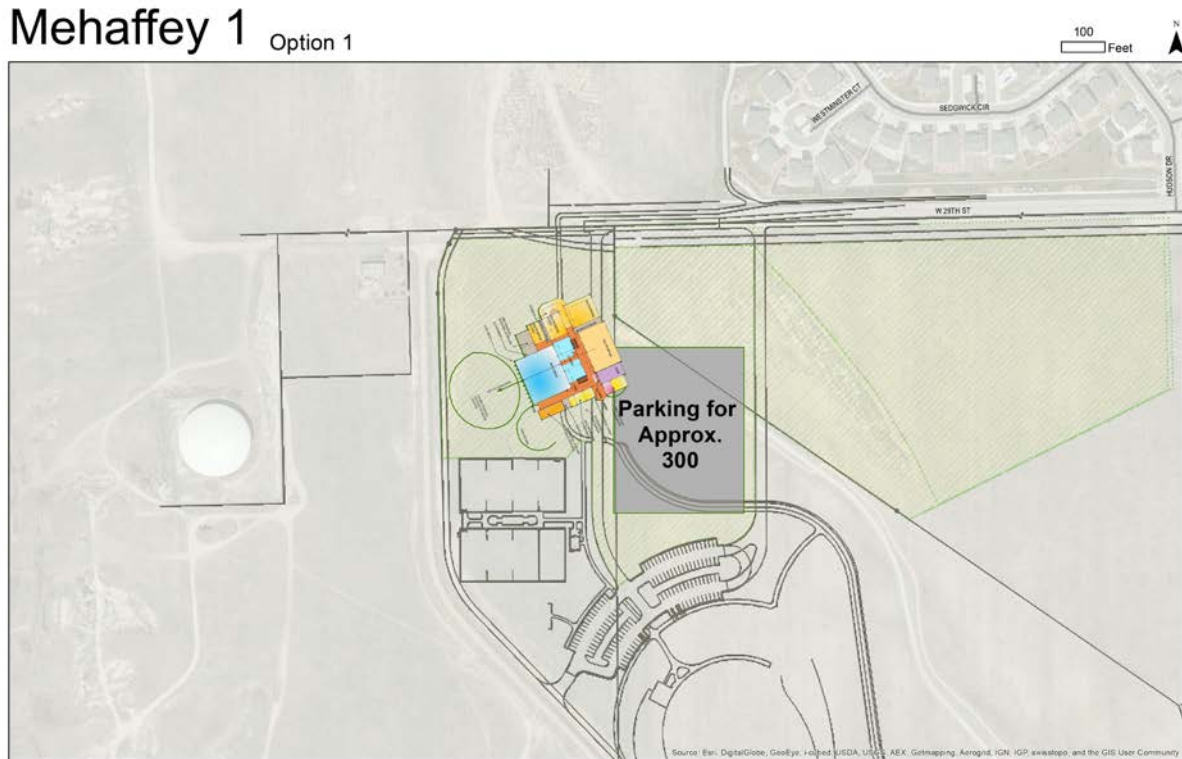 Mehaffey 1 Option 1
100
Feet
N
WESTMINSTER CT
SEDGWICK CIR
HUDSON DR
W 29TH ST
Parking for
Approx.
300
Source: Esri, DigitalGlobe, GeoEye, i-cubed, USDA, USGS, AEX, Getmapping, Aerogrid, IGN, IGP, swisstopo, and the GIS User Community